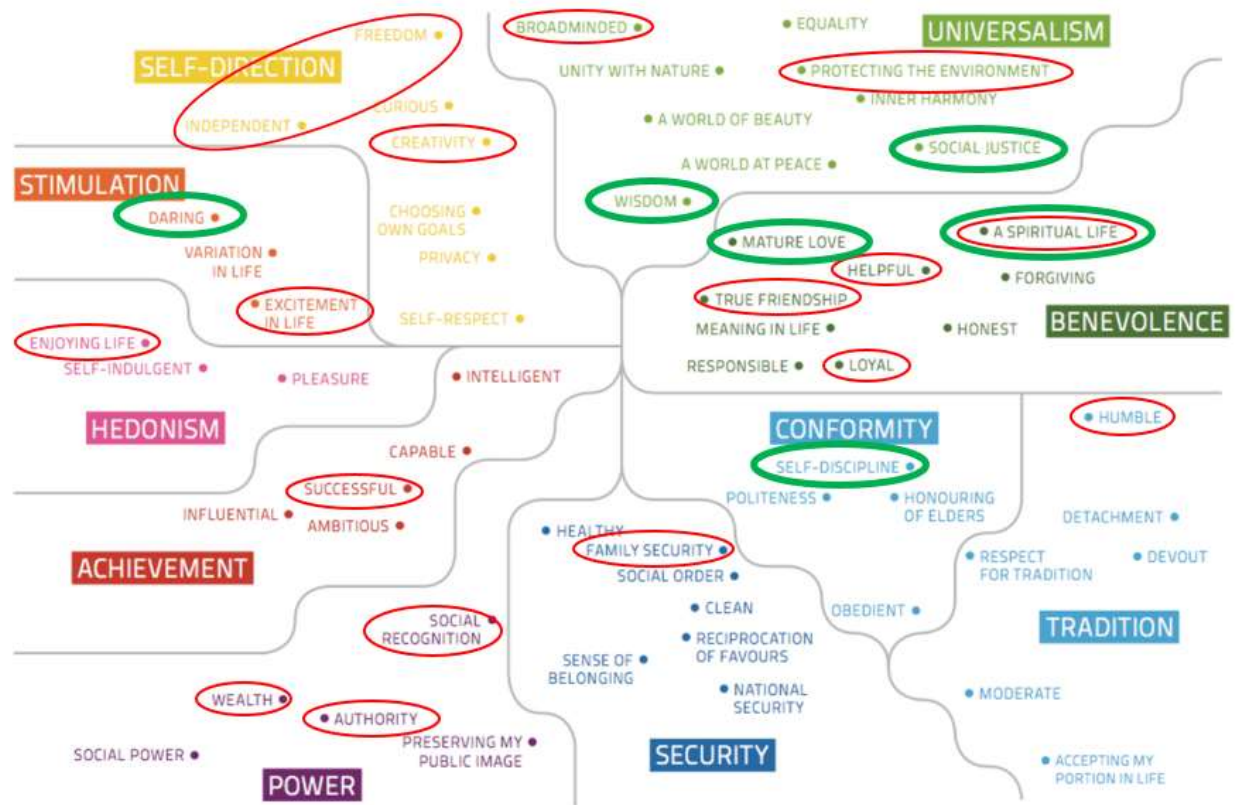 FREEDOM
SELF-DIRECTION
CURIOUS
INDEPENDENT
CREATIVITY
CHOOSING
OWN GOALS
PRIVACY
SELF-RESPECT
BROADMINDED
EQUALITY
UNIVERSALISM
UNITY WITH NATURE
PROTECTING THE ENVIRONMENT
INNER HARMONY
A WORLD OF BEAUTY
SOCIAL JUSTICE
A WORLD AT PEACE
WISDOM
STIMULATION
DARING
VARIATION
IN LIFE
EXCITEMENT
IN LIFE
MATURE LOVE
A SPIRITUAL LIFE
HELPFUL
FORGIVING
TRUE FRIENDSHIP
MEANING IN LIFE
HONEST
BENEVOLENCE
RESPONSIBLE
LOYAL
ENJOYING LIFE
SELF-INDULGENT
PLEASURE
HEDONISM
INTELLIGENT
CAPABLE
SUCCESSFUL
INFLUENTIAL
AMBITIOUS
ACHIEVEMENT
CONFORMITY
SELF-DISCIPLINE
POLITENESS
HONOURING
OF ELDERS
OBEDIENT
HUMBLE
DETACHMENT
RESPECT
FOR TRADITION
DEVOUT
TRADITION
MODERATE
ACCEPTING MY
PORTION IN LIFE
HEALTHY
FAMILY SECURITY
SOCIAL ORDER
CLEAN
RECIPROCATION
OF FAVOURS
SENSE OF
BELONGING
NATIONAL
SECURITY
SECURITY
SOCIAL
RECOGNITION
WEALTH
AUTHORITY
SOCIAL POWER
PRESERVING MY
PUBLIC IMAGE
POWER